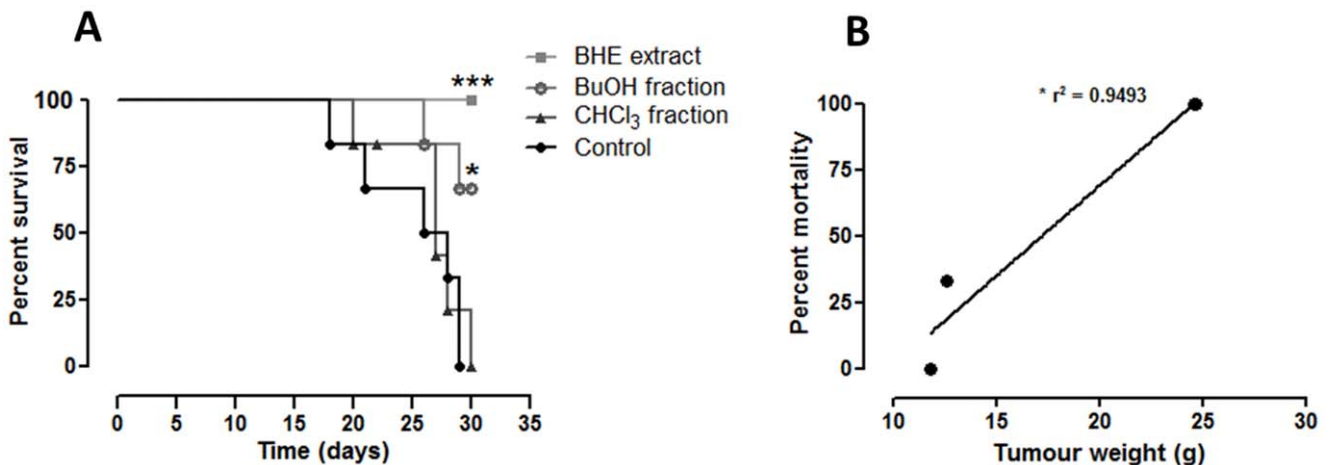 A
BHE extract
BuOH fraction
CHCl3 fraction
Control
***
*
100
75
50
25
0
Percent survival
0 5 10 15 20 25 30 35
Time (days)
B
* r² = 0.9493
100
75
50
25
0
Percent mortality
10 15 20 25 30
Tumour weight (g)